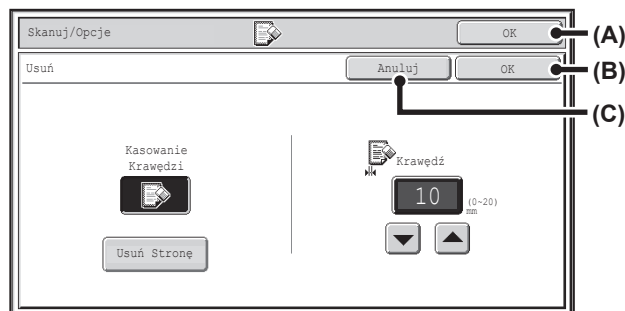 Skanuj/Opcje
OK
(A)
Usuń
Anuluj
OK
(B)
(C)
Kasowanie
Krawędzi
Krawędź
10
(0~20)
mm
Usuń Stronę